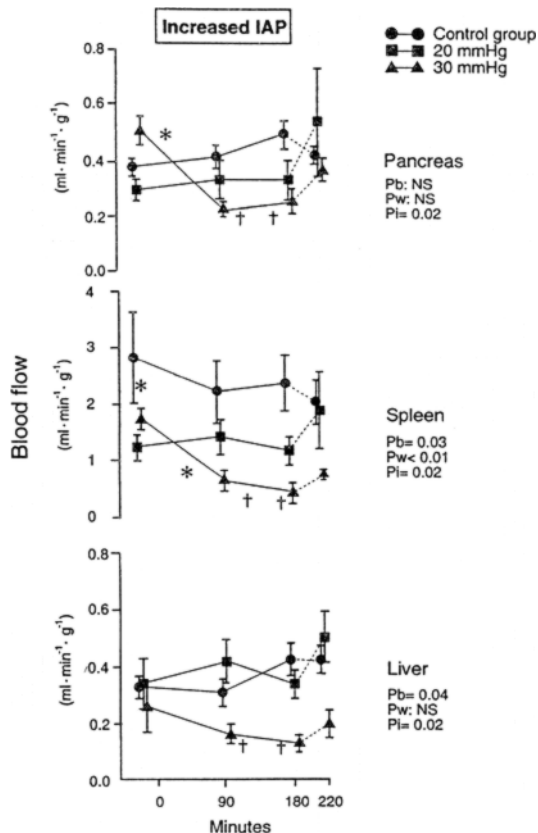 Increased IAP
Control group
20 mmHg
30 mmHg
Blood flow
(ml·min⁻¹·g⁻¹)
0.8
0.6
0.4
0.2
0.0
*
† †
Pancreas
Pb: NS
Pw: NS
Pi= 0.02
(ml·min⁻¹·g⁻¹)
4
3
2
1
0
*
*
† †
Spleen
Pb= 0.03
Pw< 0.01
Pi= 0.02
(ml·min⁻¹·g⁻¹)
0.8
0.6
0.4
0.2
0.0
† †
Liver
Pb= 0.04
Pw: NS
Pi= 0.02
0 90 180 220
Minutes